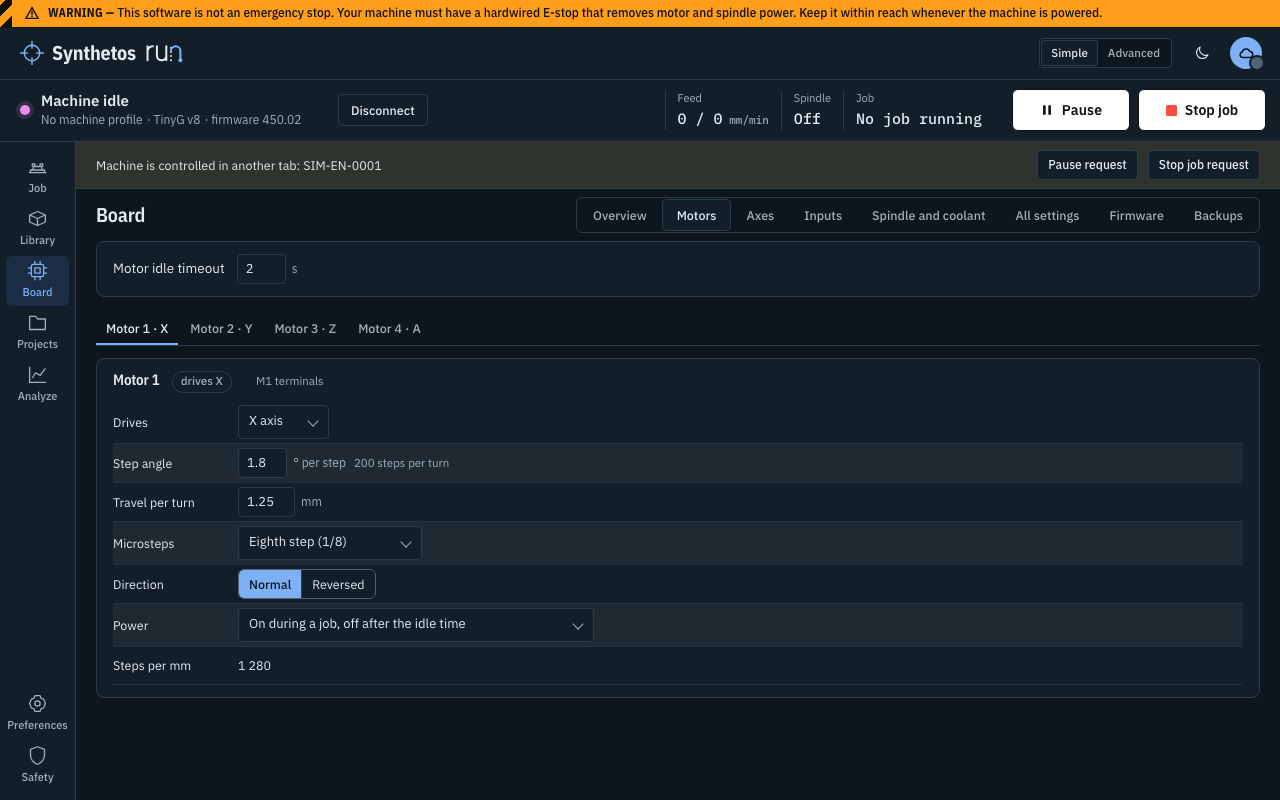 WARNING — This software is not an emergency stop. Your machine must have a hardwired E-stop that removes motor and spindle power. Keep it within reach whenever the machine is powered.
Synthetos run
Simple Advanced
Machine idle
No machine profile · TinyG v8 · firmware 450.02
Disconnect
Feed
0 / 0 mm/min
Spindle
Off
Job
No job running
Pause
Stop job
Job
Library
Board
Projects
Analyze
Preferences
Safety
Machine is controlled in another tab: SIM-EN-0001
Pause request
Stop job request
Board
Overview Motors Axes Inputs Spindle and coolant All settings Firmware Backups
Motor idle timeout 2 s
Motor 1 · X Motor 2 · Y Motor 3 · Z Motor 4 · A
Motor 1 drives X M1 terminals
Drives X axis
Step angle 1.8 ° per step 200 steps per turn
Travel per turn 1.25 mm
Microsteps Eighth step (1/8)
Direction Normal Reversed
Power On during a job, off after the idle time
Steps per mm 1 280